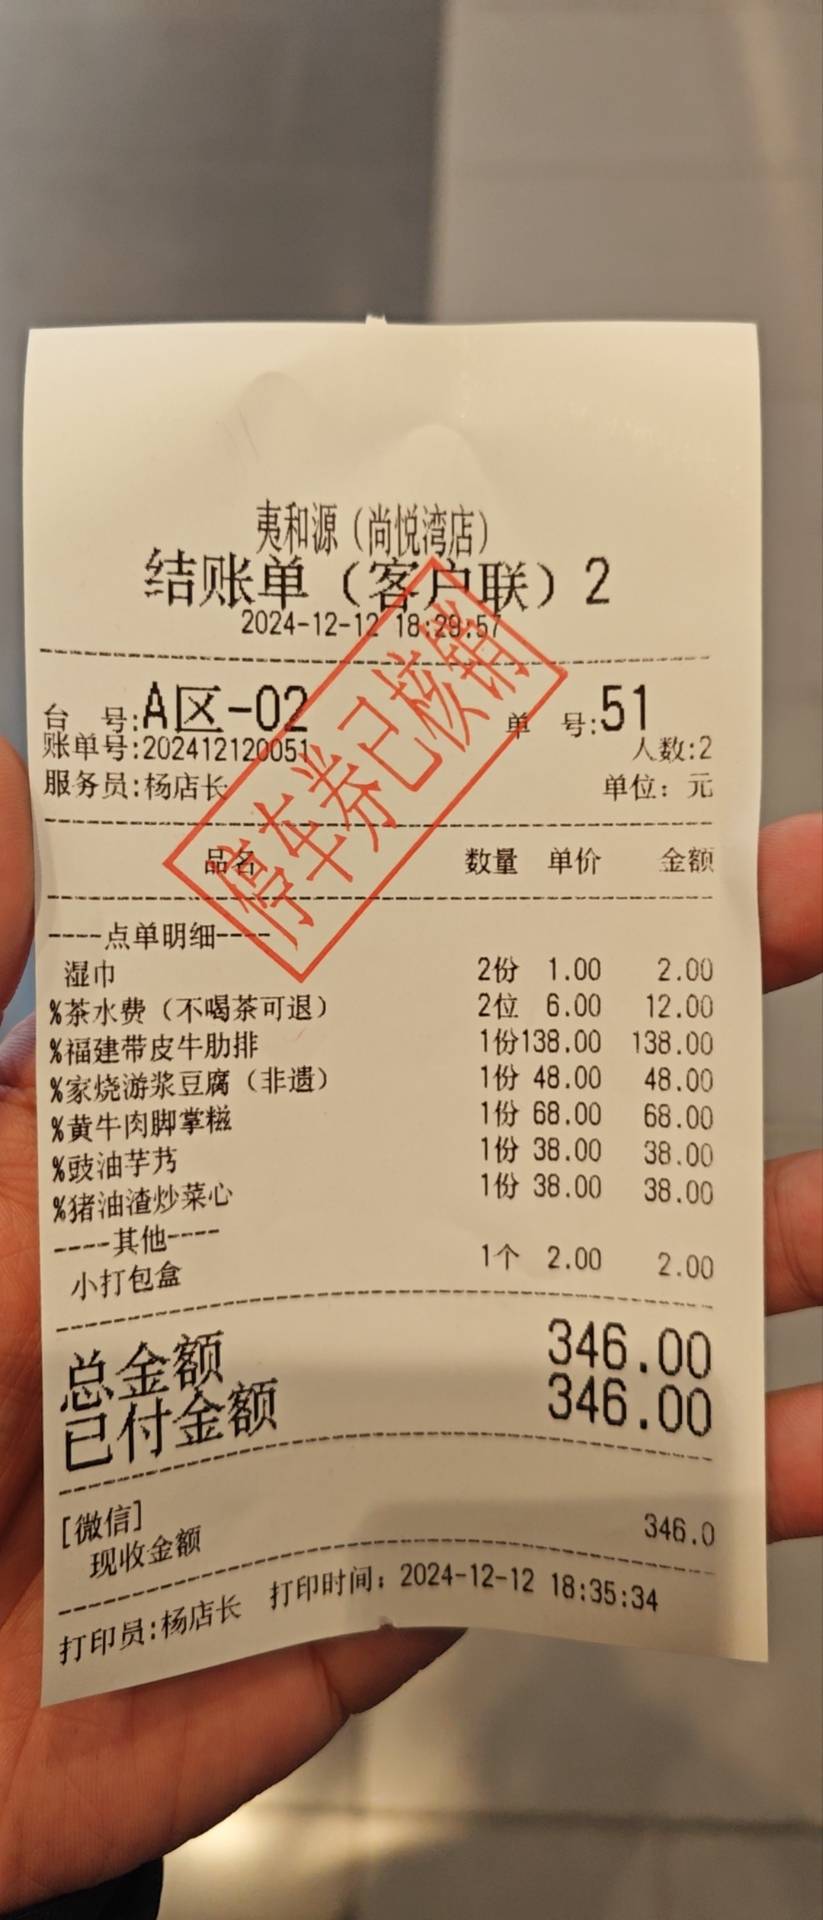 夷和源（尚悦湾店）
结账单（客户联）2
2024-12-12 18:29:57
台 号:A区-02 单 号:51
账单号:202412120051 人数:2
服务员:杨店长 单位：元
停车券已核销
品名 数量 单价 金额
----点单明细----
湿巾 2份 1.00 2.00
%茶水费（不喝茶可退） 2位 6.00 12.00
%福建带皮牛肋排 1份138.00 138.00
%家烧游浆豆腐（非遗） 1份 48.00 48.00
%黄牛肉脚掌糍 1份 68.00 68.00
%豉油芋艿 1份 38.00 38.00
%猪油渣炒菜心 1份 38.00 38.00
----其他----
小打包盒 1个 2.00 2.00
总金额 346.00
已付金额 346.00
[微信]
现收金额 346.0
打印员:杨店长 打印时间：2024-12-12 18:35:34